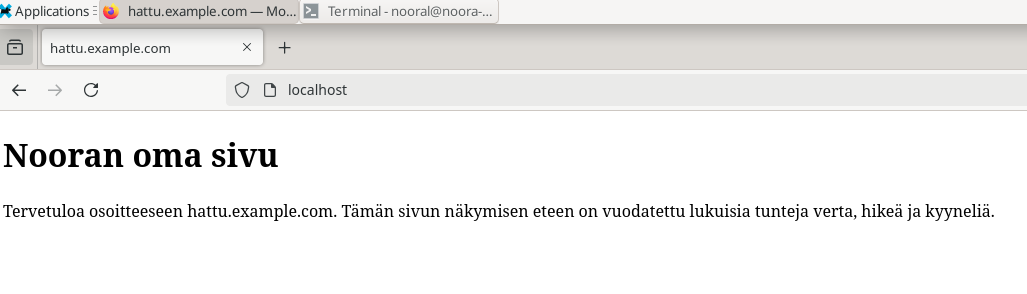 Applications
hattu.example.com — Mo...
Terminal - nooral@noora-...
hattu.example.com
localhost
Nooran oma sivu
Tervetuloa osoitteeseen hattu.example.com. Tämän sivun näkymisen eteen on vuodatettu lukuisia tunteja verta, hikeä ja kyyneliä.